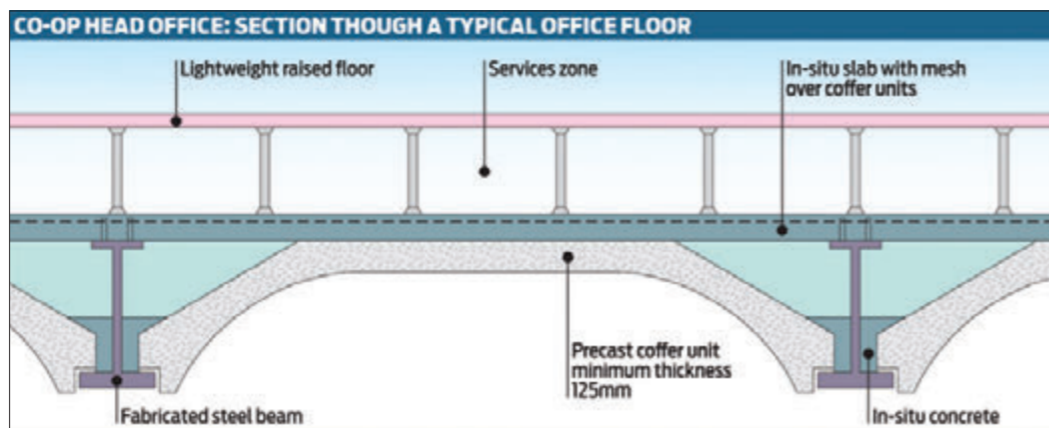 CO-OP HEAD OFFICE: SECTION THOUGH A TYPICAL OFFICE FLOOR
Lightweight raised floor
Services zone
In-situ slab with mesh
over coffer units
Precast coffer unit
minimum thickness
125mm
Fabricated steel beam
In-situ concrete